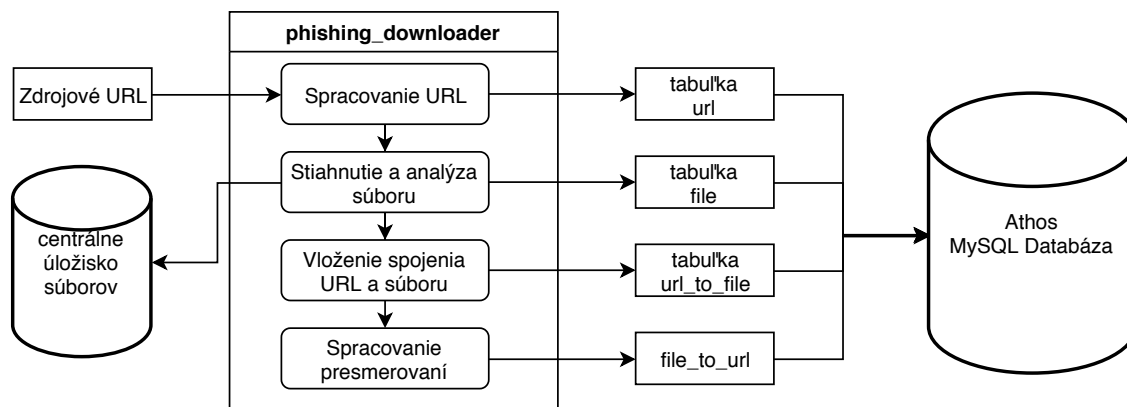 phishing_downloader
Zdrojové URL
Spracovanie URL
tabuľka
url
Stiahnutie a analýza
súboru
tabuľka
file
centrálne
úložisko
súborov
Vloženie spojenia
URL a súboru
tabuľka
url_to_file
Athos
MySQL Databáza
Spracovanie
presmerovaní
file_to_url